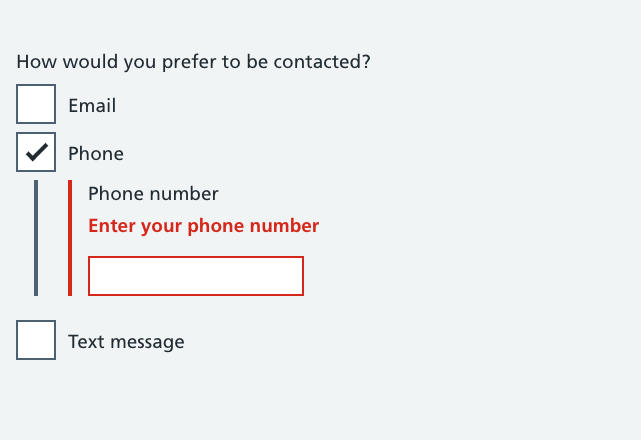 How would you prefer to be contacted?
Email
Phone
Phone number
Enter your phone number
Text message